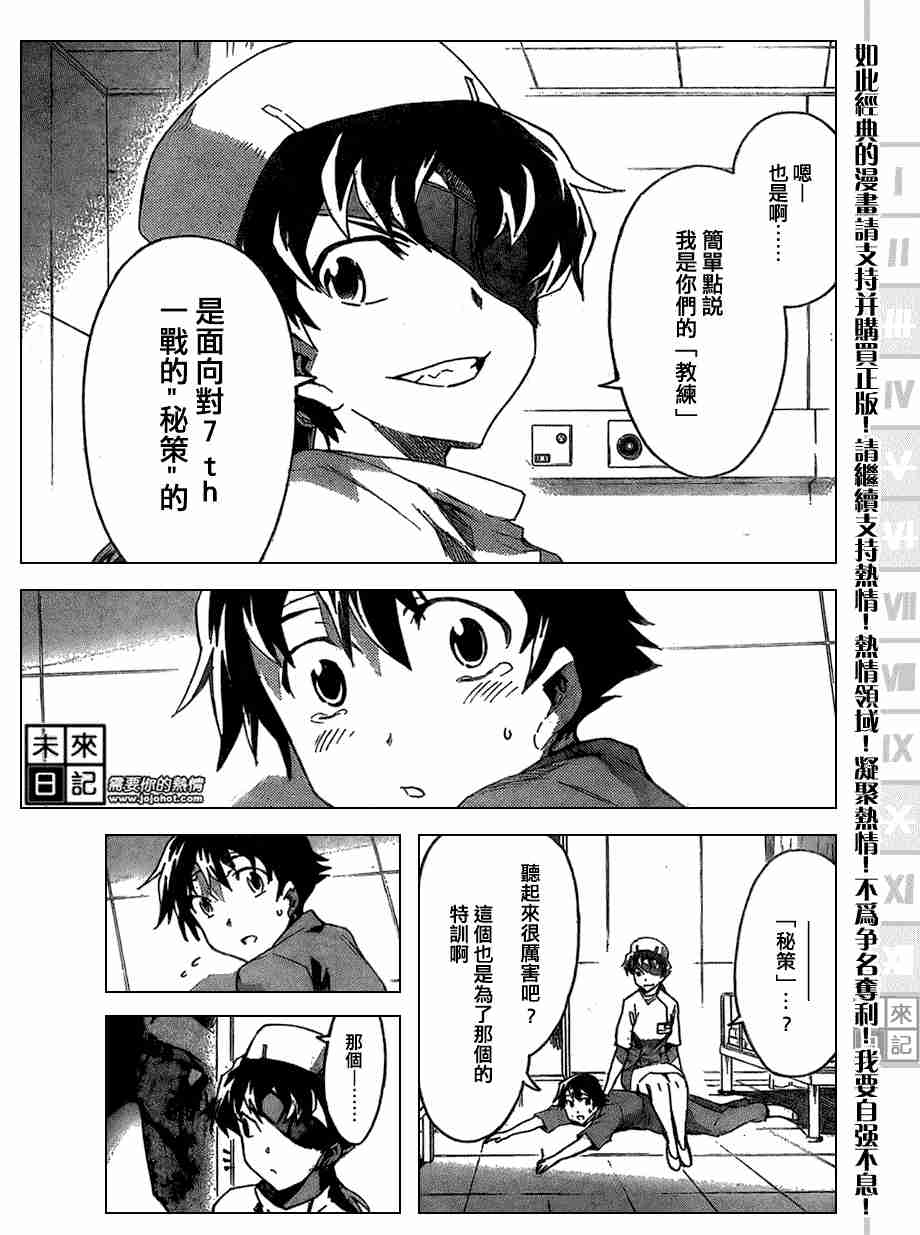 嗯—
也是啊……
簡單點説
我是你們的「教練」
是面向對7th
一戰的"秘策"的
未來
日記
需要你的熱情
www.jojohot.com
——
「秘策」…？
聽起來很厲害吧？
這個也是為了那個的
特訓啊
那個——……
如此經典的漫畫請支持并購買正版！請繼續支持熱情！熱情領域！凝聚熱情！不爲争名奪利！我要自强不息！
I
II
III
IV
V
VI
VII
VIII
IX
X
XI
來
記